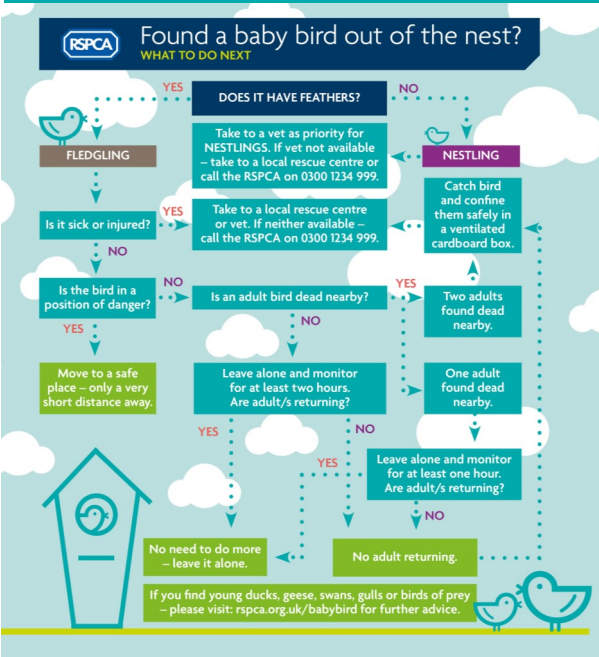 RSPCA
Found a baby bird out of the nest?
WHAT TO DO NEXT
YES
DOES IT HAVE FEATHERS?
NO
FLEDGLING
Take to a vet as priority for
NESTLINGS. If vet not available
– take to a local rescue centre or
call the RSPCA on 0300 1234 999.
NESTLING
Is it sick or injured?
YES
Take to a local rescue centre
or vet. If neither available –
call the RSPCA on 0300 1234 999.
Catch bird
and confine
them safely in
a ventilated
cardboard box.
NO
Is the bird in a
position of danger?
NO
Is an adult bird dead nearby?
YES
Two adults
found dead
nearby.
YES
NO
Move to a safe
place – only a very
short distance away.
Leave alone and monitor
for at least two hours.
Are adult/s returning?
One adult
found dead
nearby.
YES
NO
YES
Leave alone and monitor
for at least one hour.
Are adult/s returning?
NO
No need to do more
– leave it alone.
No adult returning.
If you find young ducks, geese, swans, gulls or birds of prey
– please visit: rspca.org.uk/babybird for further advice.